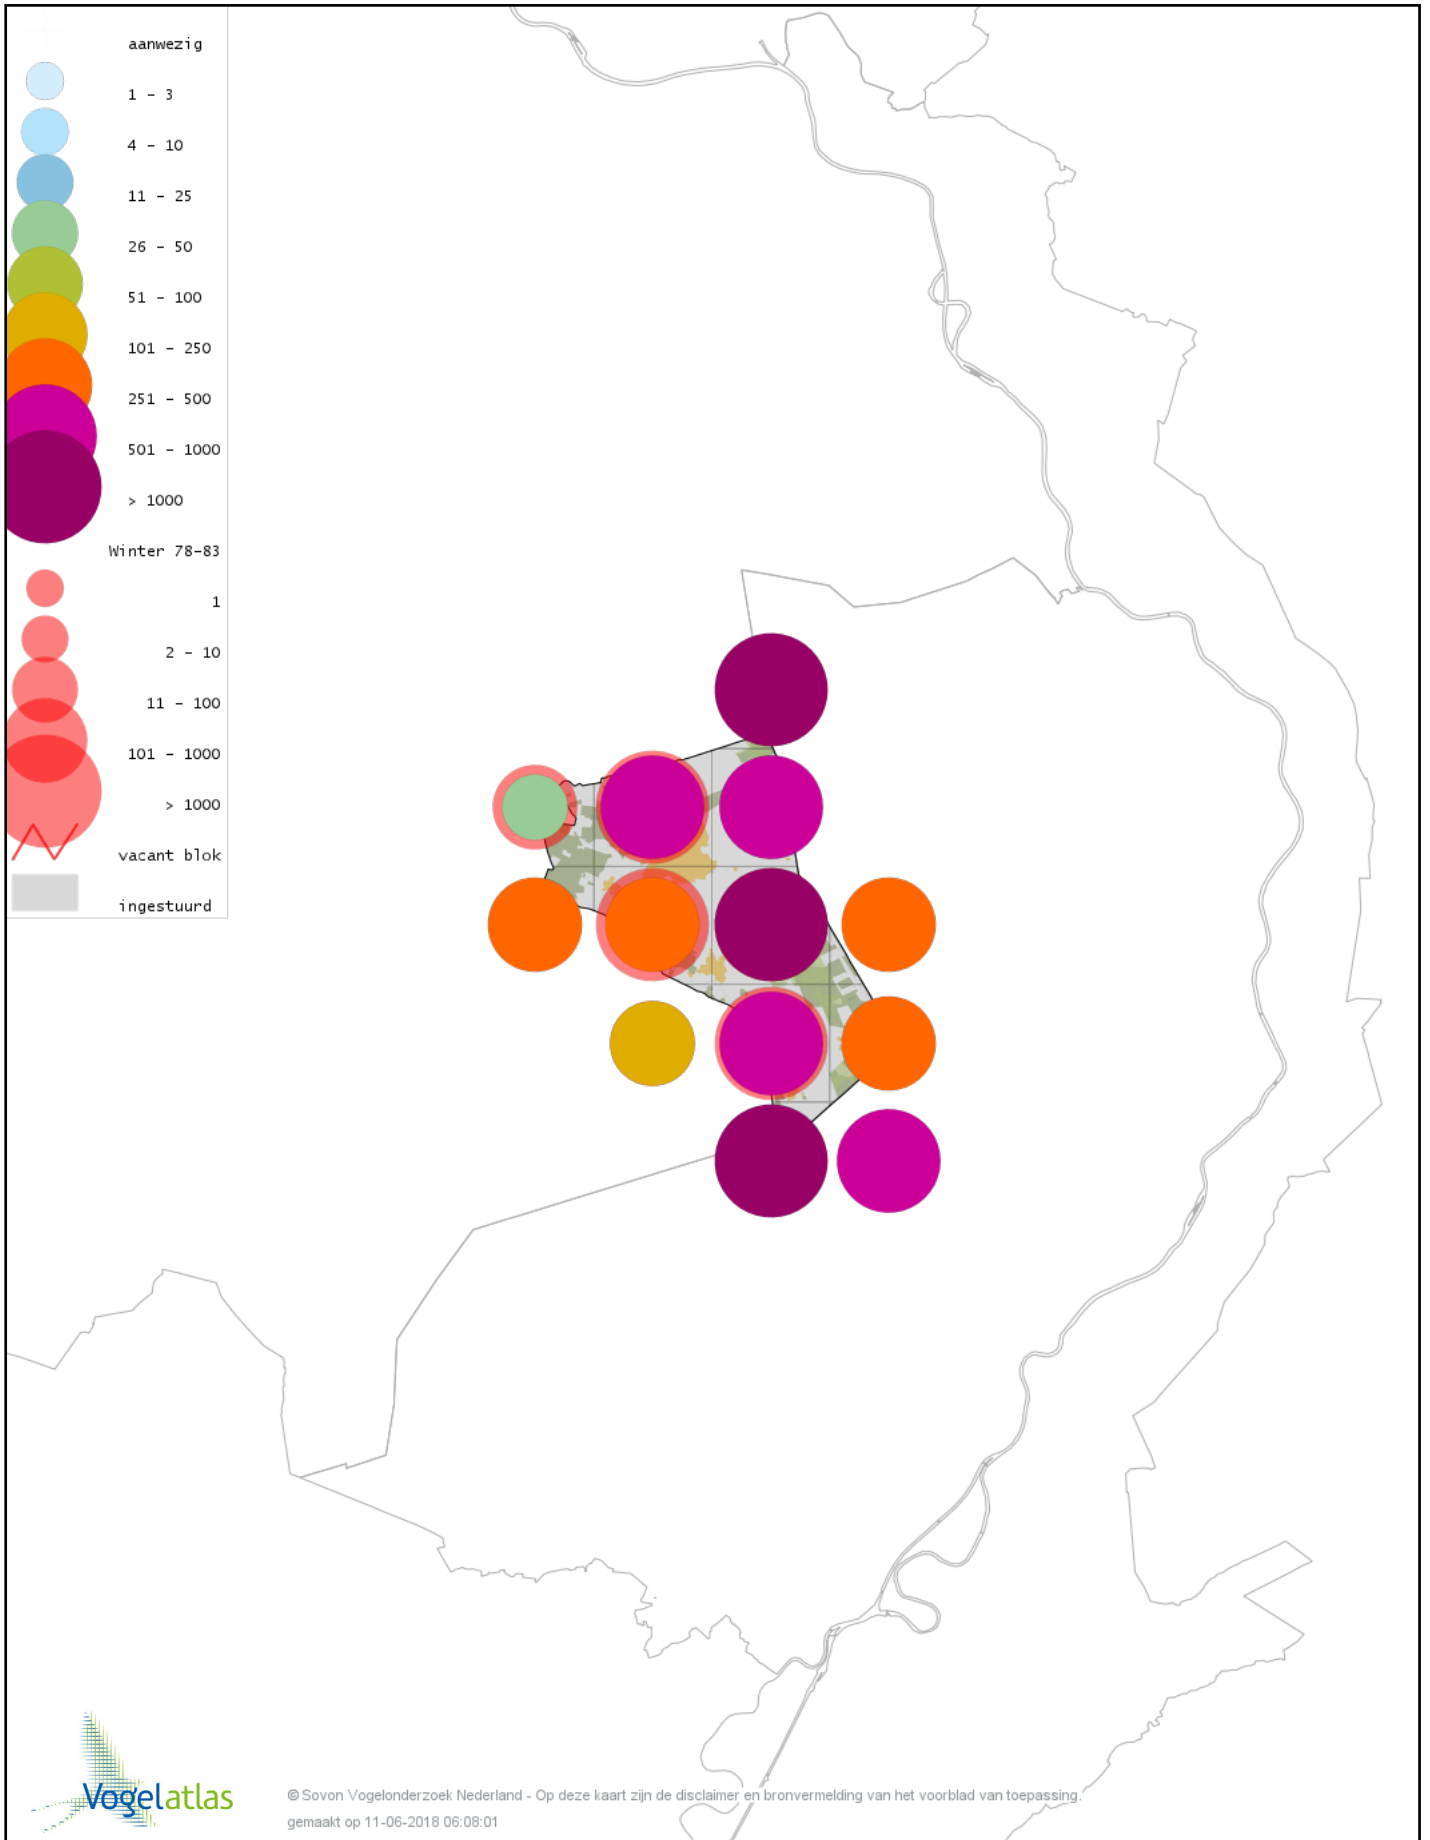 aanwezig
1 - 3
4 - 10
11 - 25
26 - 50
51 - 100
101 - 250
251 - 500
501 - 1000
> 1000
Winter 78-83
1
2 - 10
11 - 100
101 - 1000
> 1000
vacant blok
ingestuurd
Vogelatlas
© Sovon Vogelonderzoek Nederland - Op deze kaart zijn de disclaimer en bronvermelding van het voorblad van toepassing.
gemaakt op 11-06-2018 06:08:01